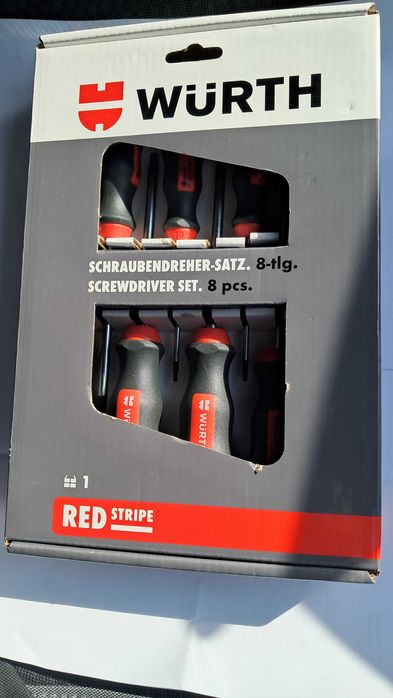 WÜRTH
SCHRAUBENDREHER-SATZ. 8-tlg.
SCREWDRIVER SET. 8 pcs.
WÜRTH
1
RED STRIPE